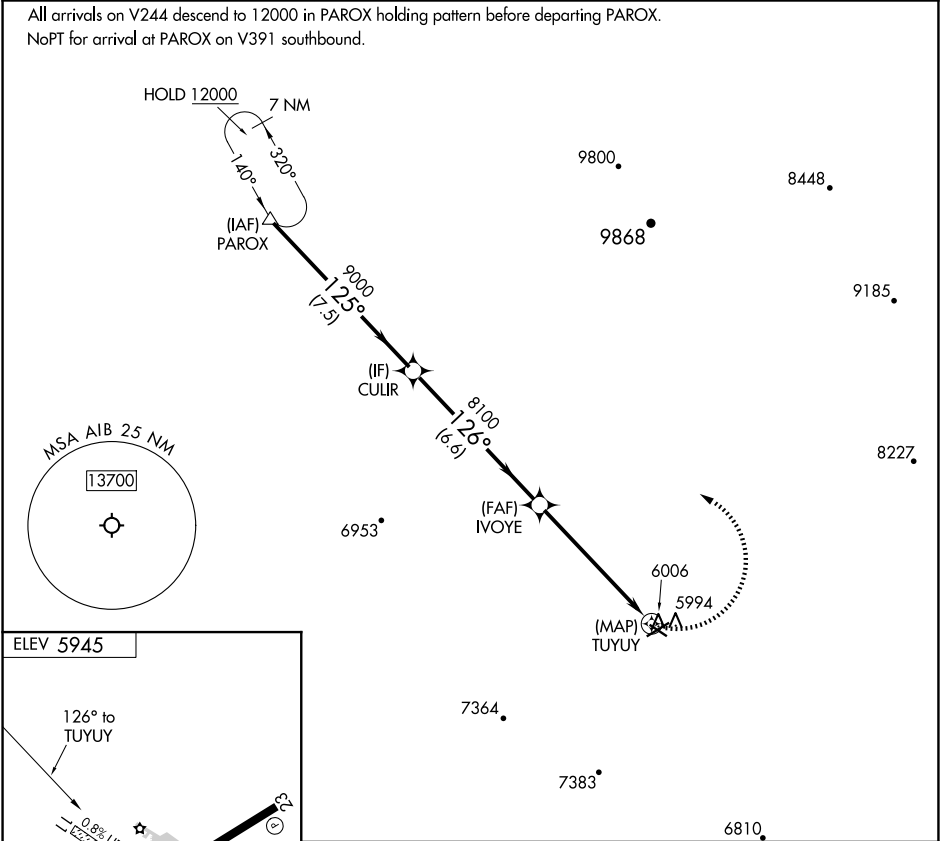 All arrivals on V244 descend to 12000 in PAROX holding pattern before departing PAROX.
NoPT for arrival at PAROX on V391 southbound.
HOLD 12000
7 NM
140°
320°
(IAF)
PAROX
9800
8448
9868
9185
9000
125°
(7.5)
(IF)
CULIR
8100
126°
(6.6)
8227
MSA AIB 25 NM
13700
(FAF)
IVOYE
6953
6006
5994
(MAP)
TUYUY
ELEV 5945
126° to
TUYUY
7364
7383
6810
23
P
0.8%
11